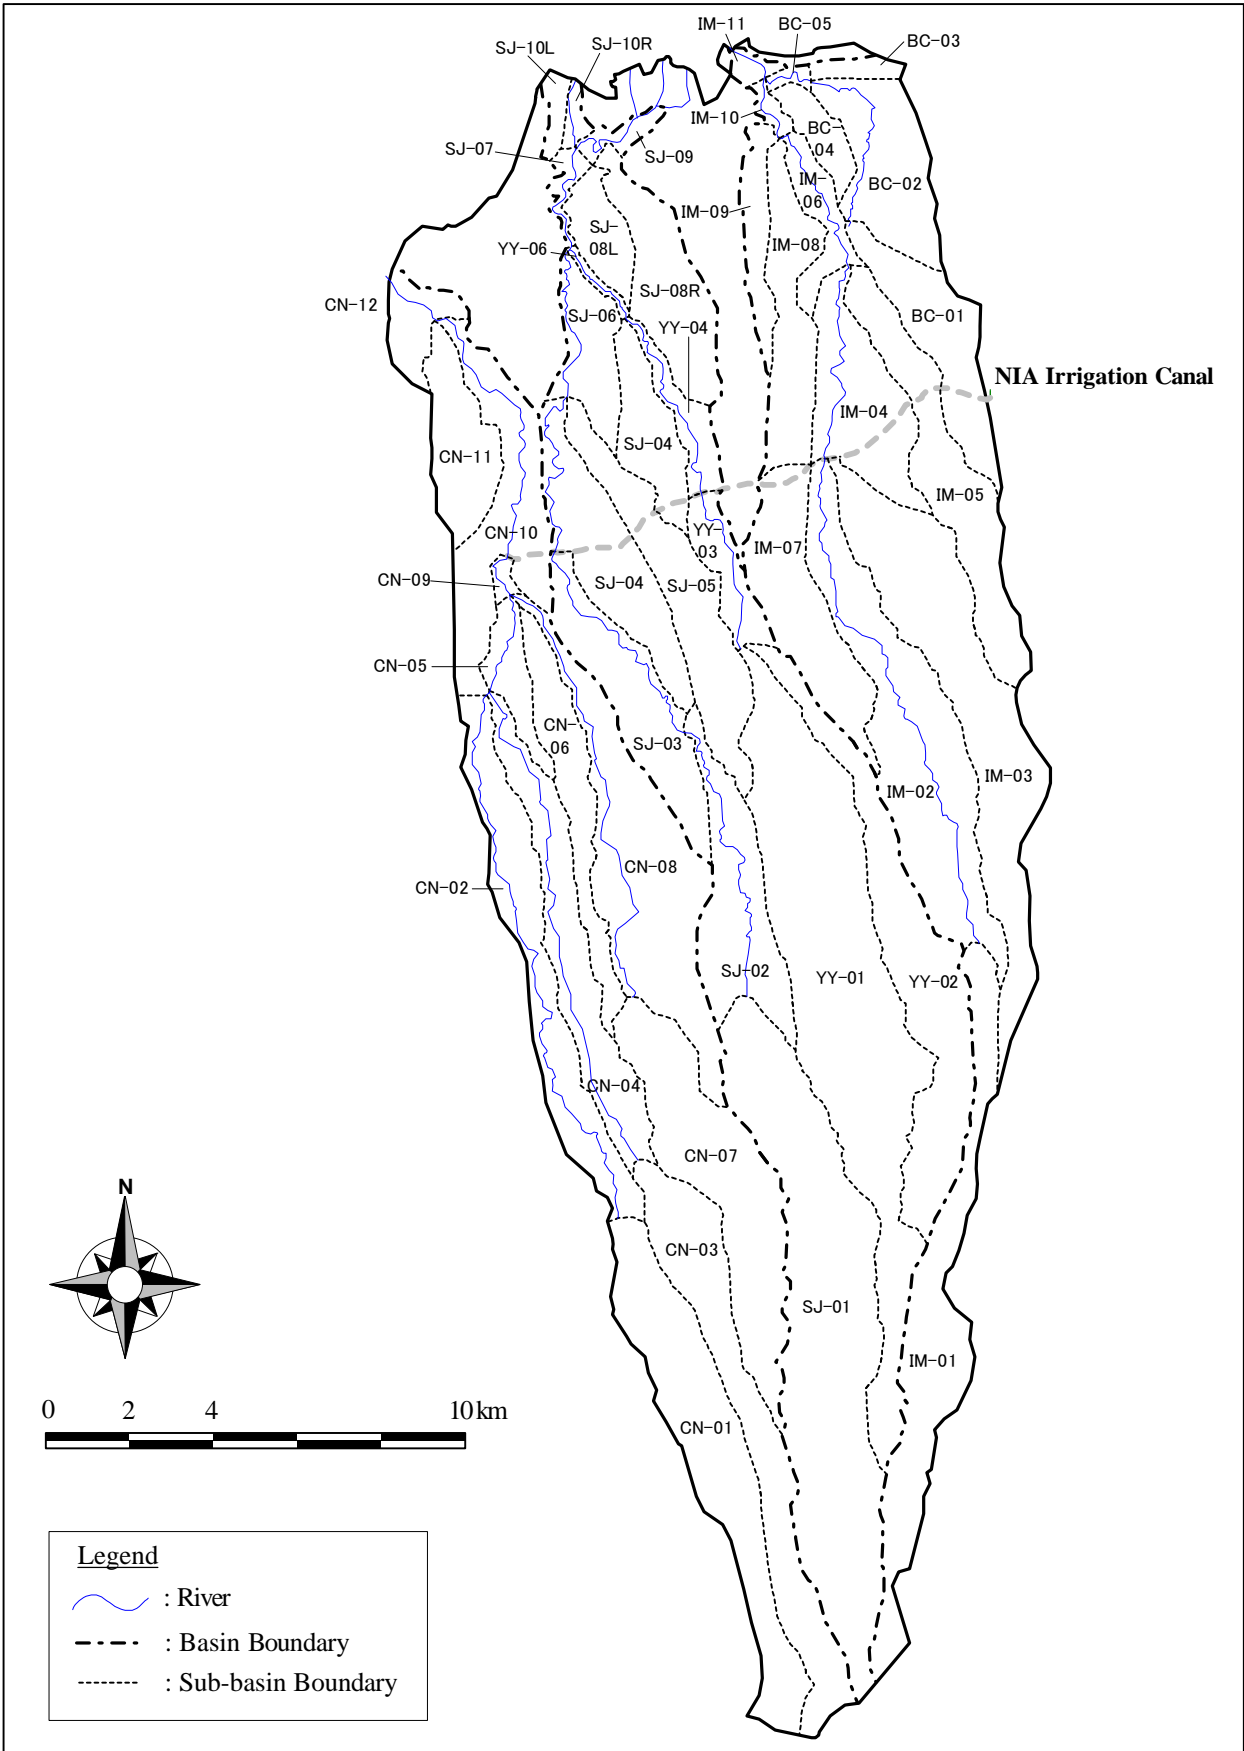 IM-11
BC-05
BC-03
SJ-10L
SJ-10R
IM-10
BC-
04
SJ-07
SJ-09
BC-02
IM-
06
IM-09
SJ-
08L
IM-08
YY-06
SJ-08R
CN-12
SJ-06
YY-04
BC-01
NIA Irrigation Canal
IM-04
SJ-04
CN-11
IM-05
CN-10
YY-
03
IM-07
CN-09
SJ-04
SJ-05
CN-05
CN-
06
SJ-03
IM-03
IM-02
CN-08
CN-02
SJ-02
YY-01
YY-02
CN-04
CN-07
N
CN-03
SJ-01
IM-01
CN-01
0 2 4 10km
Legend
: River
: Basin Boundary
: Sub-basin Boundary